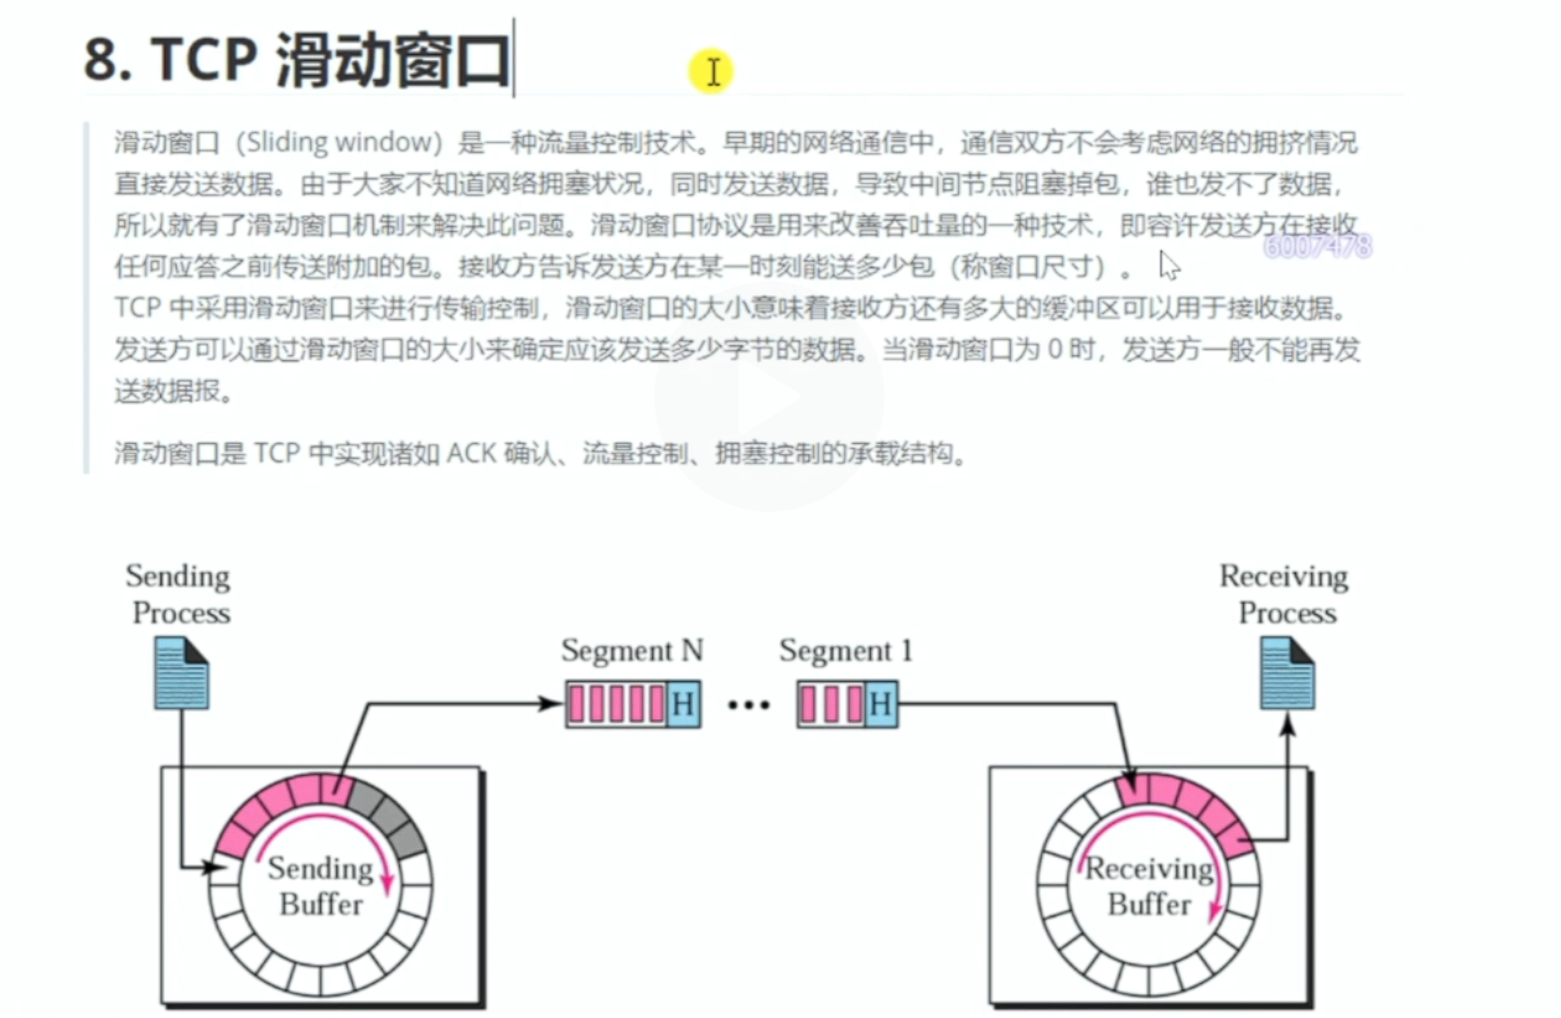 8. TCP 滑动窗口
滑动窗口（Sliding window）是一种流量控制技术。早期的网络通信中，通信双方不会考虑网络的拥挤情况
直接发送数据。由于大家不知道网络拥塞状况，同时发送数据，导致中间节点阻塞掉包，谁也发不了数据，
所以就有了滑动窗口机制来解决此问题。滑动窗口协议是用来改善吞吐量的一种技术，即容许发送方在接收
6007478
任何应答之前传送附加的包。接收方告诉发送方在某一时刻能送多少包（称窗口尺寸）。
TCP 中采用滑动窗口来进行传输控制，滑动窗口的大小意味着接收方还有多大的缓冲区可以用于接收数据。
发送方可以通过滑动窗口的大小来确定应该发送多少字节的数据。当滑动窗口为 0 时，发送方一般不能再发
送数据报。
滑动窗口是 TCP 中实现诸如 ACK 确认、流量控制、拥塞控制的承载结构。
Sending
Process
Receiving
Process
Segment N
Segment 1
H
•••
H
Sending
Buffer
Receiving
Buffer